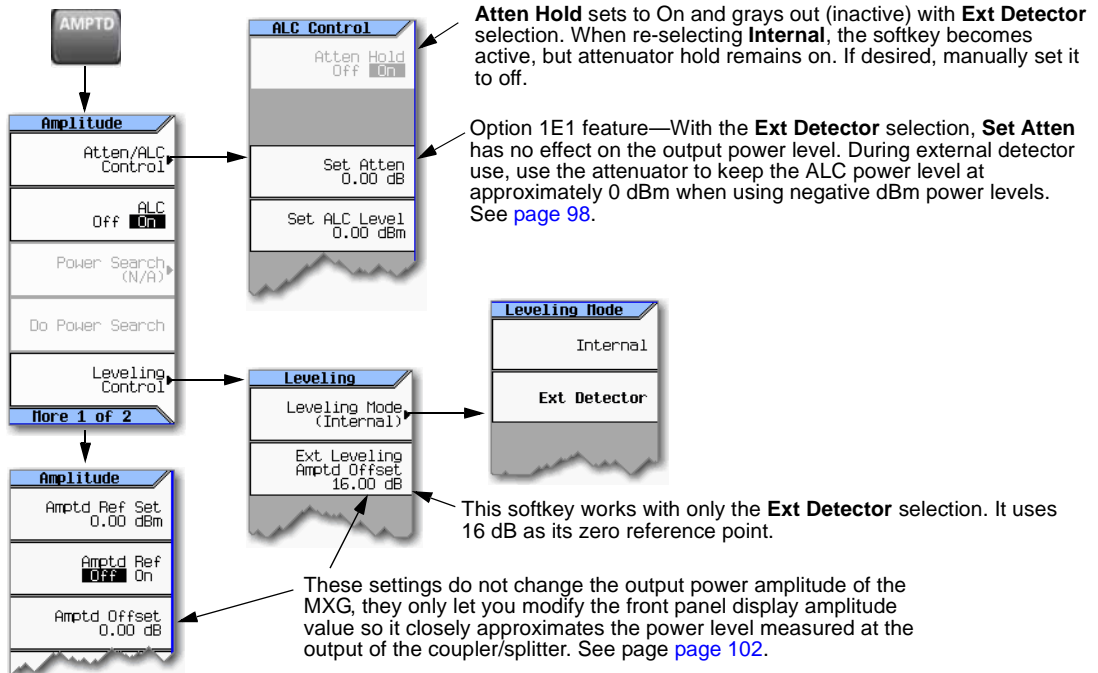 AMPTD
Amplitude
Atten/ALC
Control
ALC
Off On
Power Search
(N/A)
Do Power Search
Leveling
Control
More 1 of 2
Amplitude
Amptd Ref Set
0.00 dBm
Amptd Ref
Off On
Amptd Offset
0.00 dB
ALC Control
Atten Hold
Off On
Set Atten
0.00 dB
Set ALC Level
0.00 dBm
Atten Hold sets to On and grays out (inactive) with Ext Detector
selection. When re-selecting Internal, the softkey becomes
active, but attenuator hold remains on. If desired, manually set it
to off.
Option 1E1 feature—With the Ext Detector selection, Set Atten
has no effect on the output power level. During external detector
use, use the attenuator to keep the ALC power level at
approximately 0 dBm when using negative dBm power levels.
See page 98.
Leveling
Leveling Mode
(Internal)
Ext Leveling
Amptd Offset
16.00 dB
Leveling Mode
Internal
Ext Detector
This softkey works with only the Ext Detector selection. It uses
16 dB as its zero reference point.
These settings do not change the output power amplitude of the
MXG, they only let you modify the front panel display amplitude
value so it closely approximates the power level measured at the
output of the coupler/splitter. See page page 102.